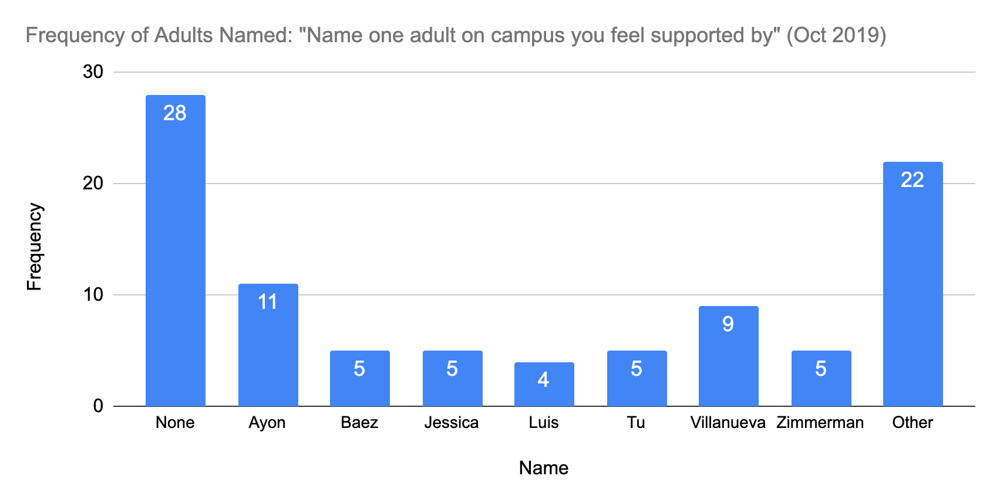 Frequency of Adults Named: "Name one adult on campus you feel supported by" (Oct 2019)
Frequency
30
20
10
0
28
11
5
5
4
5
9
5
22
None
Ayon
Baez
Jessica
Luis
Tu
Villanueva
Zimmerman
Other
Name